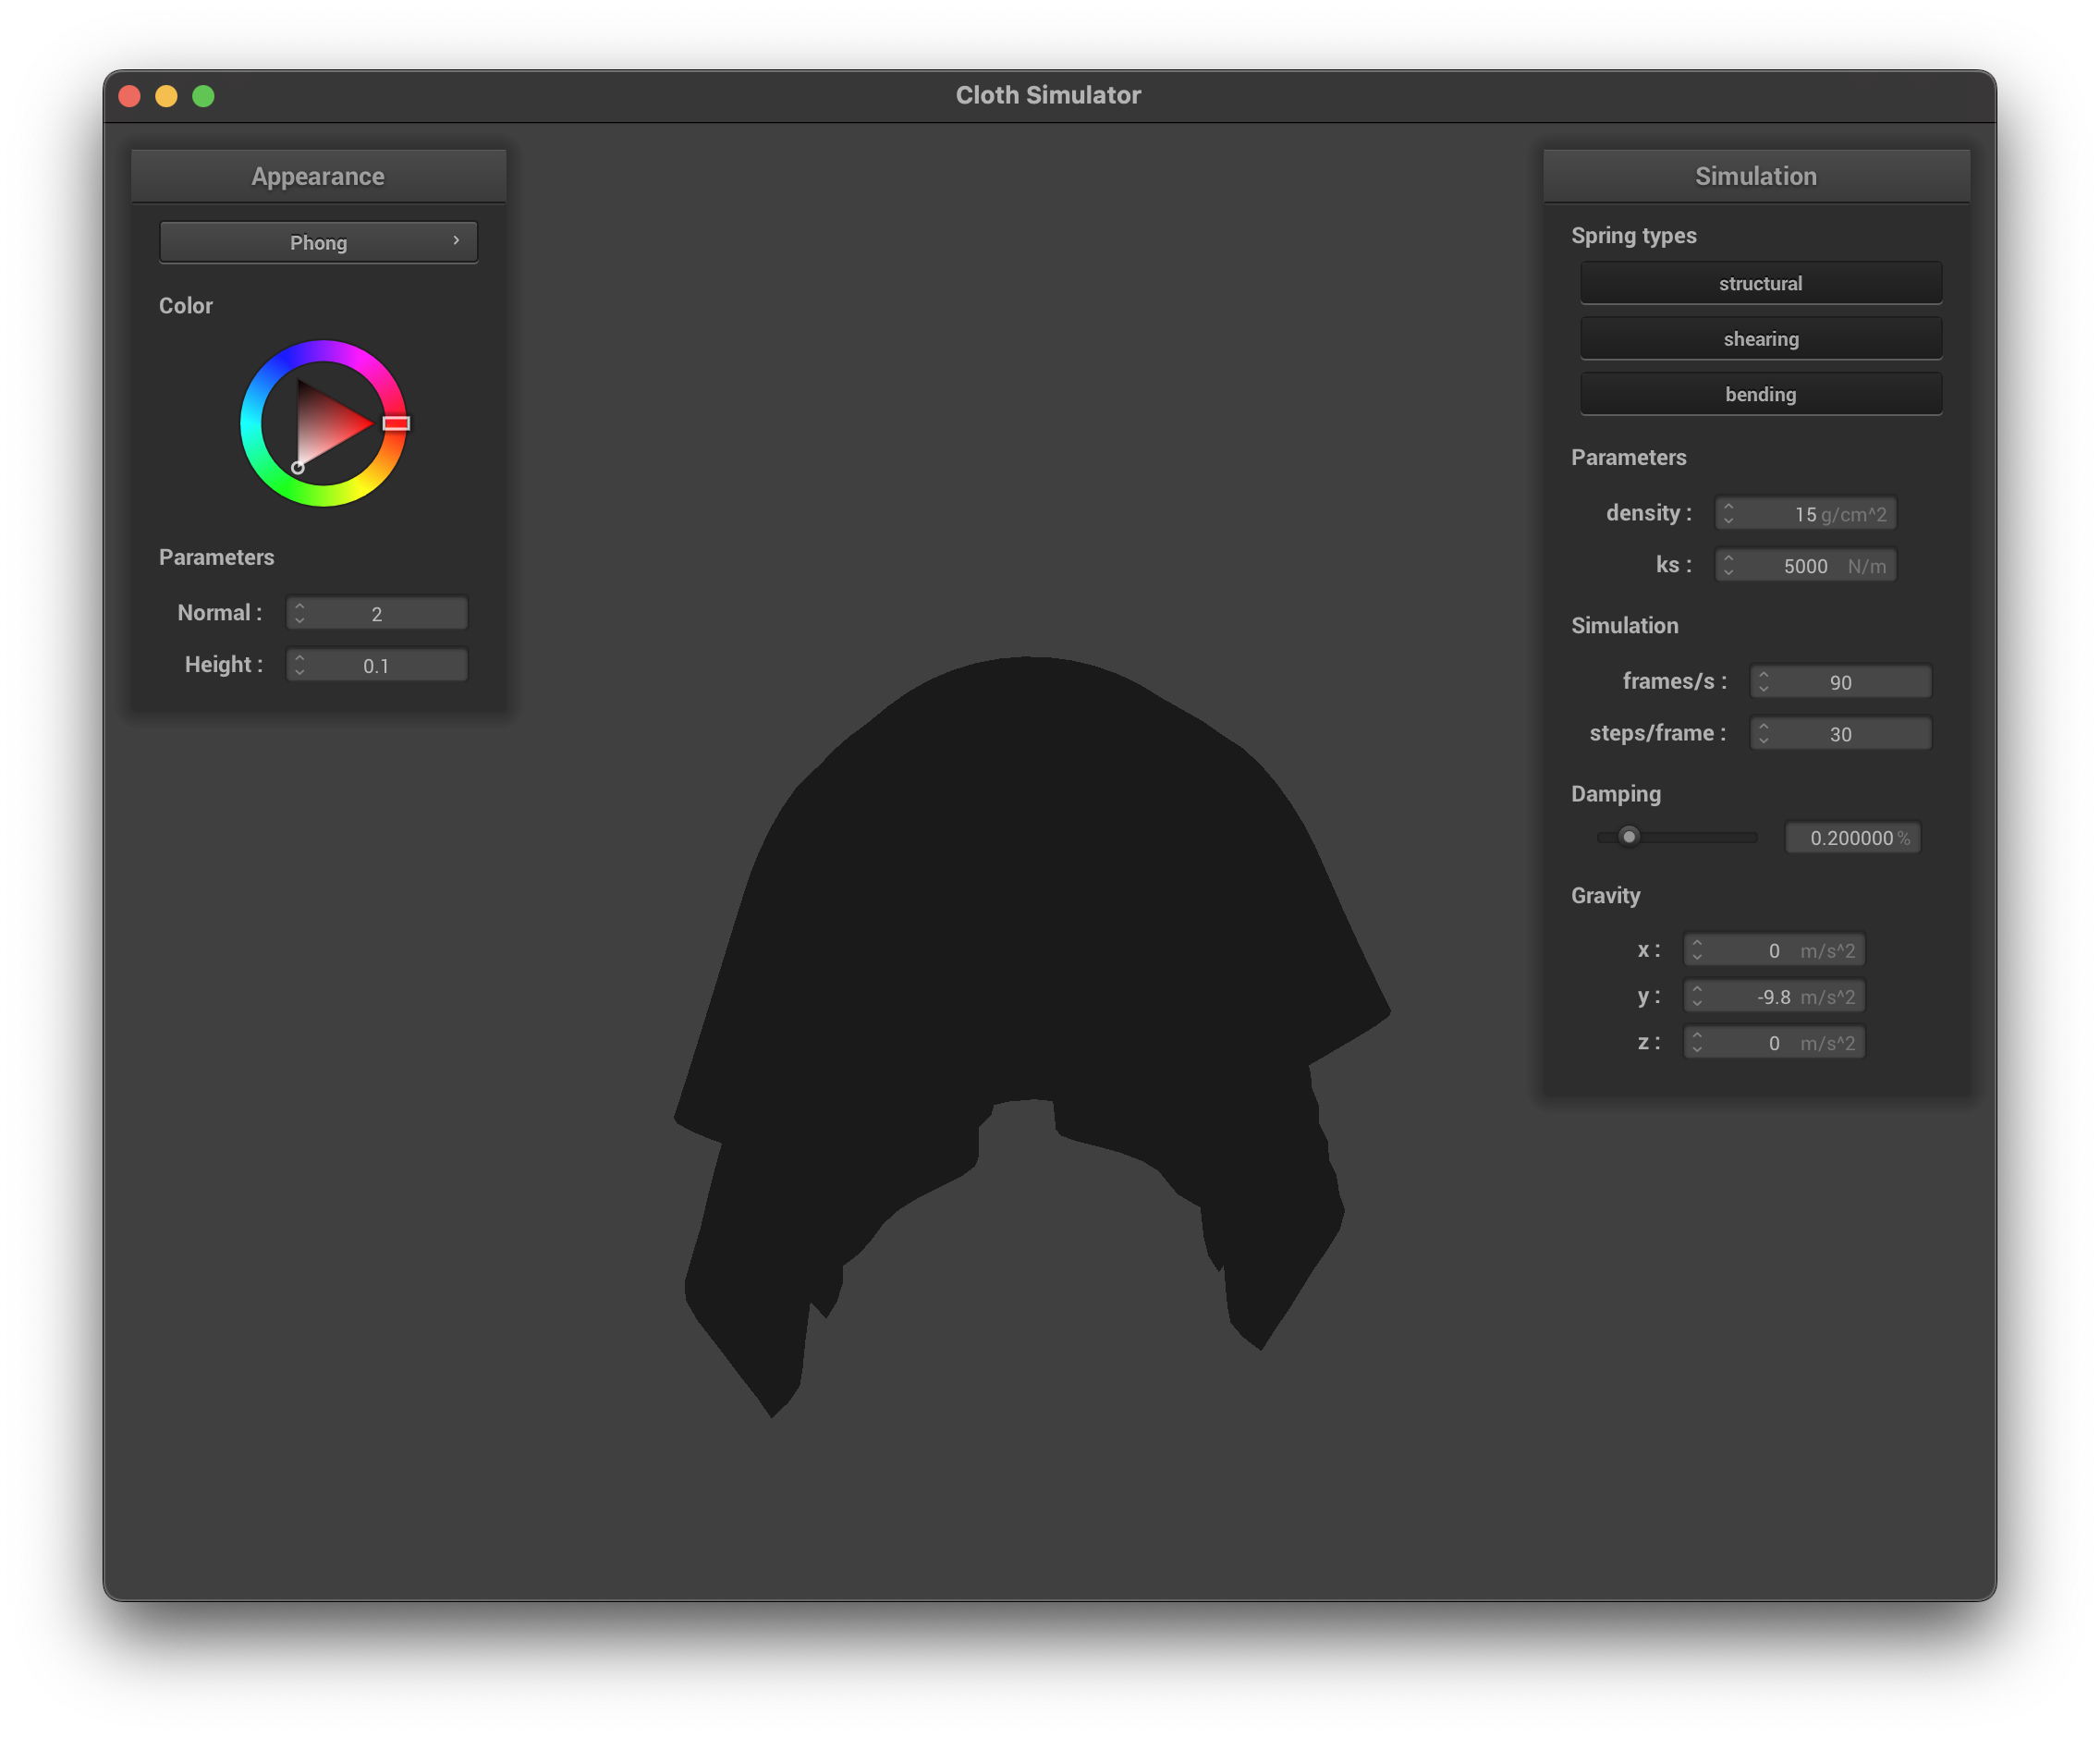 Cloth Simulator
Appearance
Phong
Color
Parameters
Normal : 2
Height : 0.1
Simulation
Spring types
structural
shearing
bending
Parameters
density : 15 g/cm^2
ks : 5000 N/m
Simulation
frames/s : 90
steps/frame : 30
Damping
0.200000 %
Gravity
x : 0 m/s^2
y : -9.8 m/s^2
z : 0 m/s^2